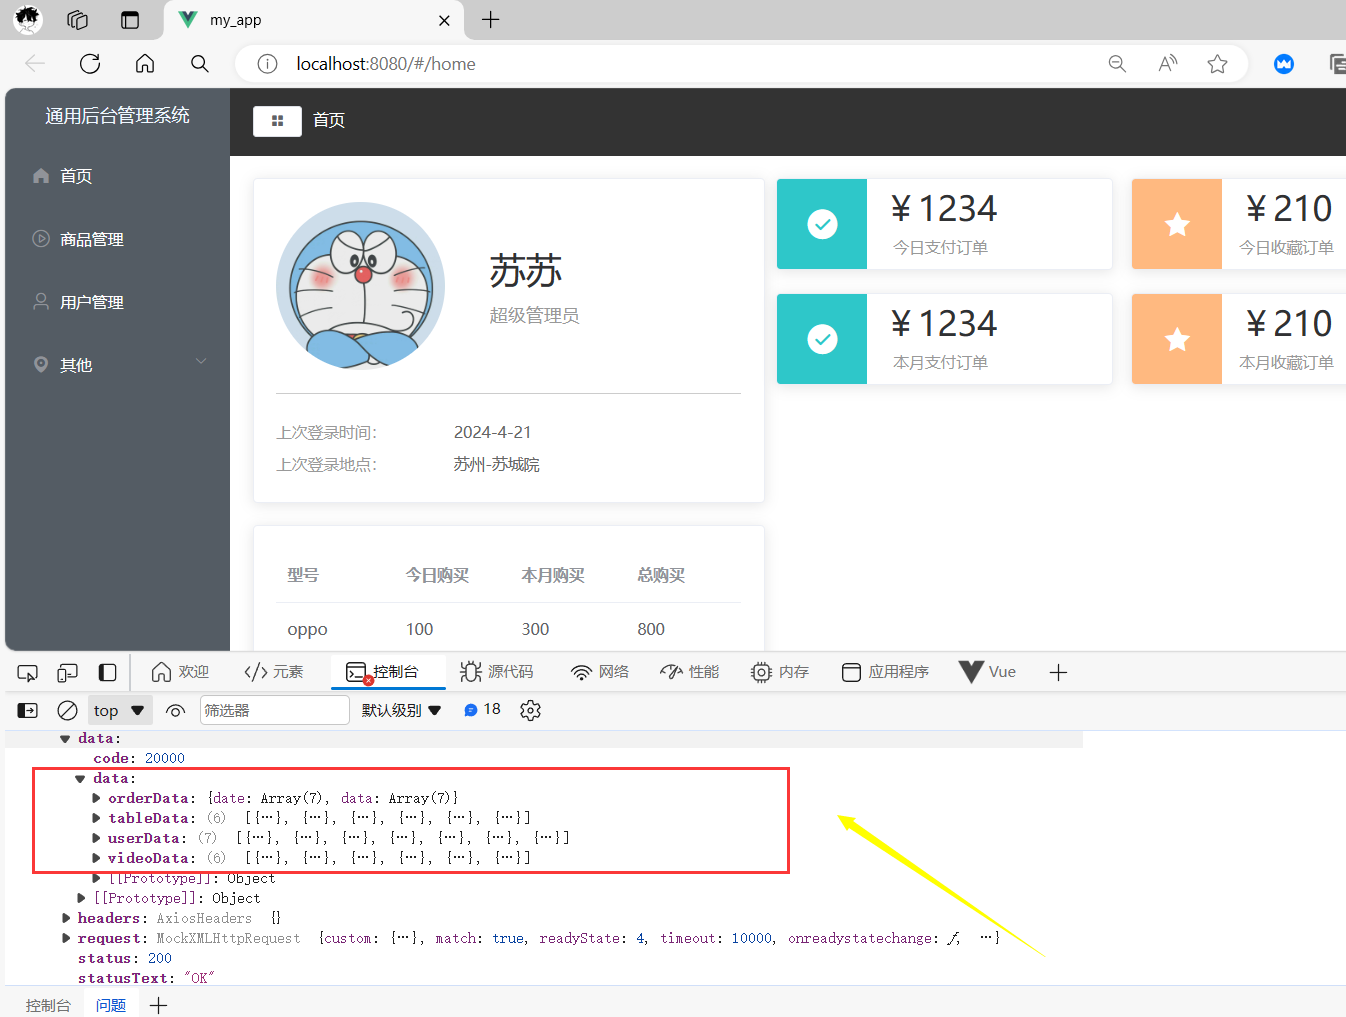 my_app
localhost:8080/#/home
通用后台管理系统
首页
首页
商品管理
用户管理
其他
苏苏
超级管理员
上次登录时间:
2024-4-21
上次登录地点:
苏州-苏城院
¥ 1234
今日支付订单
¥ 210
今日收藏订单
¥ 1234
本月支付订单
¥ 210
本月收藏订单
型号 今日购买 本月购买 总购买
oppo 100 300 800
欢迎 元素 控制台 源代码 网络 性能 内存 应用程序 Vue
top 筛选器 默认级别 18
data:
code: 20000
data:
orderData: {date: Array(7), data: Array(7)}
tableData: (6) [{…}, {…}, {…}, {…}, {…}, {…}]
userData: (7) [{…}, {…}, {…}, {…}, {…}, {…}, {…}]
videoData: (6) [{…}, {…}, {…}, {…}, {…}, {…}]
[[Prototype]]: Object
[[Prototype]]: Object
headers: AxiosHeaders {}
request: MockXMLHttpRequest {custom: {…}, match: true, readyState: 4, timeout: 10000, onreadystatechange: ƒ, …}
status: 200
statusText: "OK"
控制台 问题